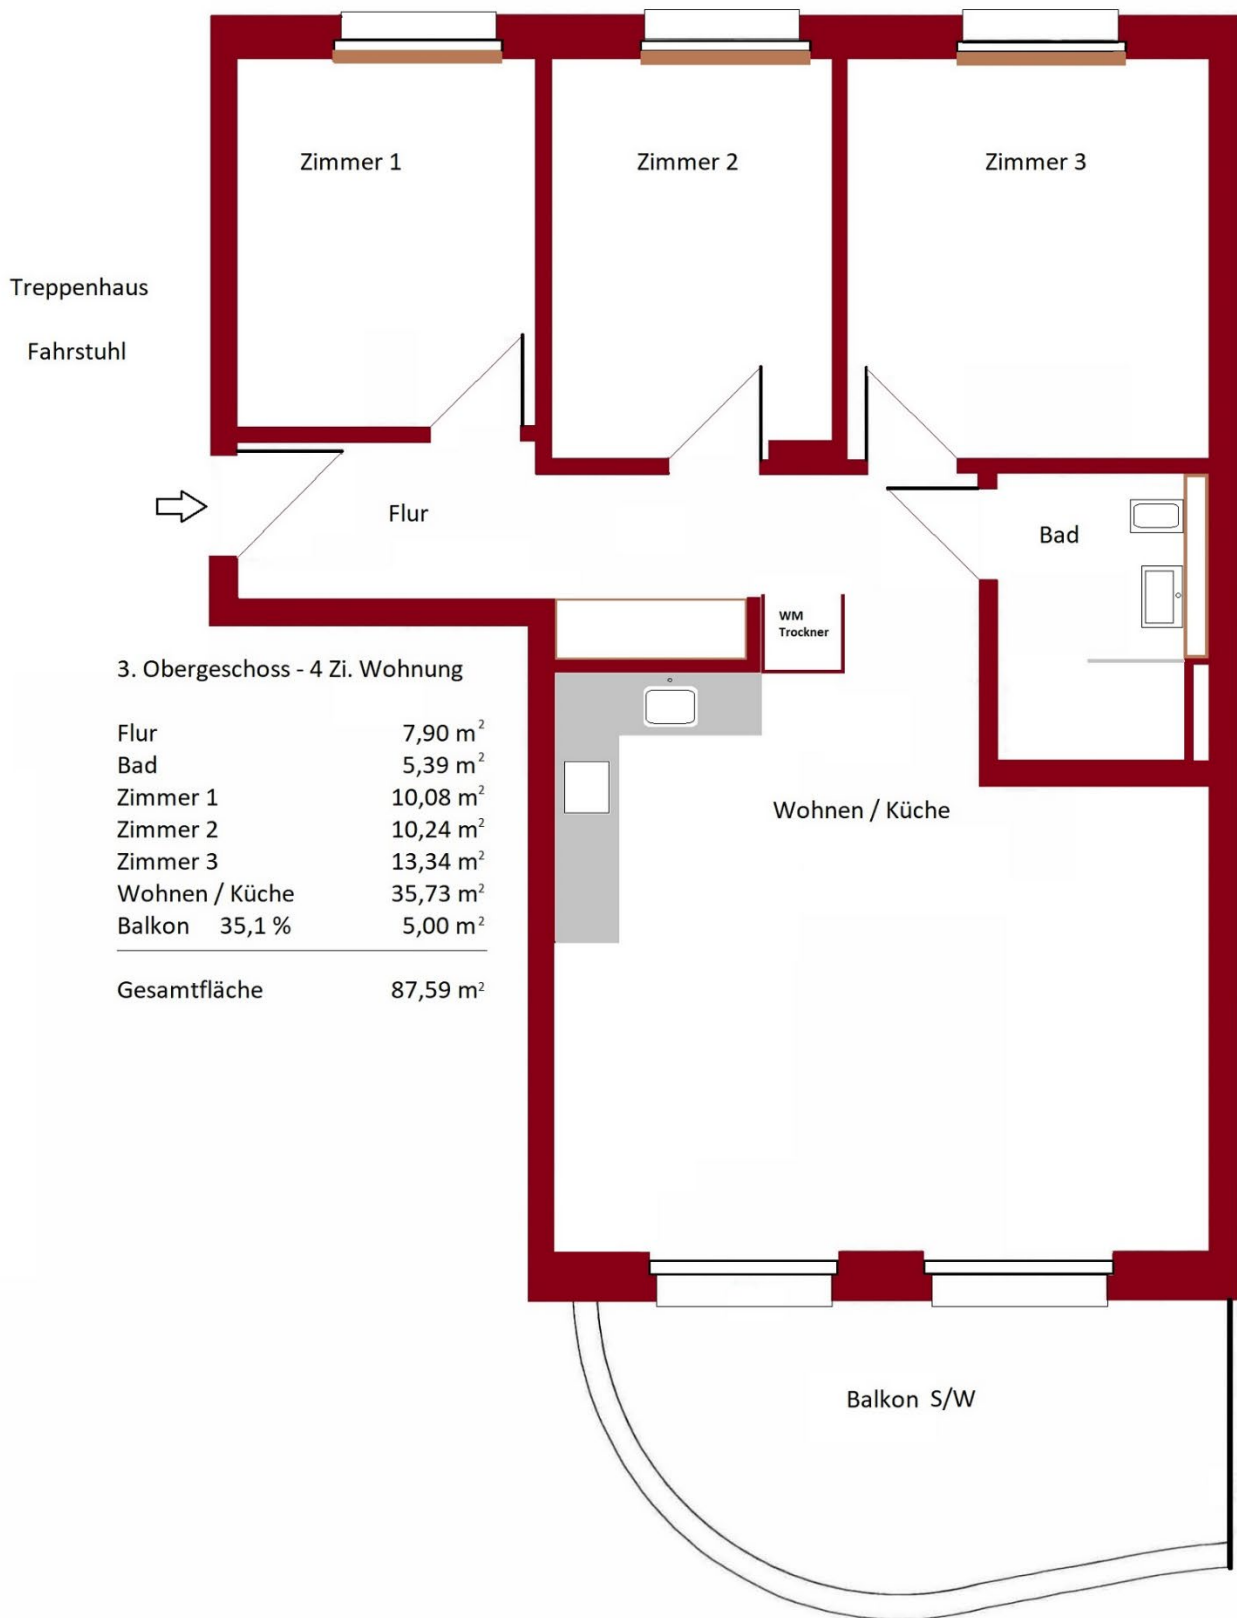 Zimmer 1
Zimmer 2
Zimmer 3
Treppenhaus
Fahrstuhl
Flur
Bad
WM
Trockner
3. Obergeschoss - 4 Zi. Wohnung
Flur 7,90 m²
Bad 5,39 m²
Zimmer 1 10,08 m²
Zimmer 2 10,24 m²
Zimmer 3 13,34 m²
Wohnen / Küche 35,73 m²
Balkon 35,1 % 5,00 m²
Gesamtfläche 87,59 m²
Wohnen / Küche
Balkon S/W